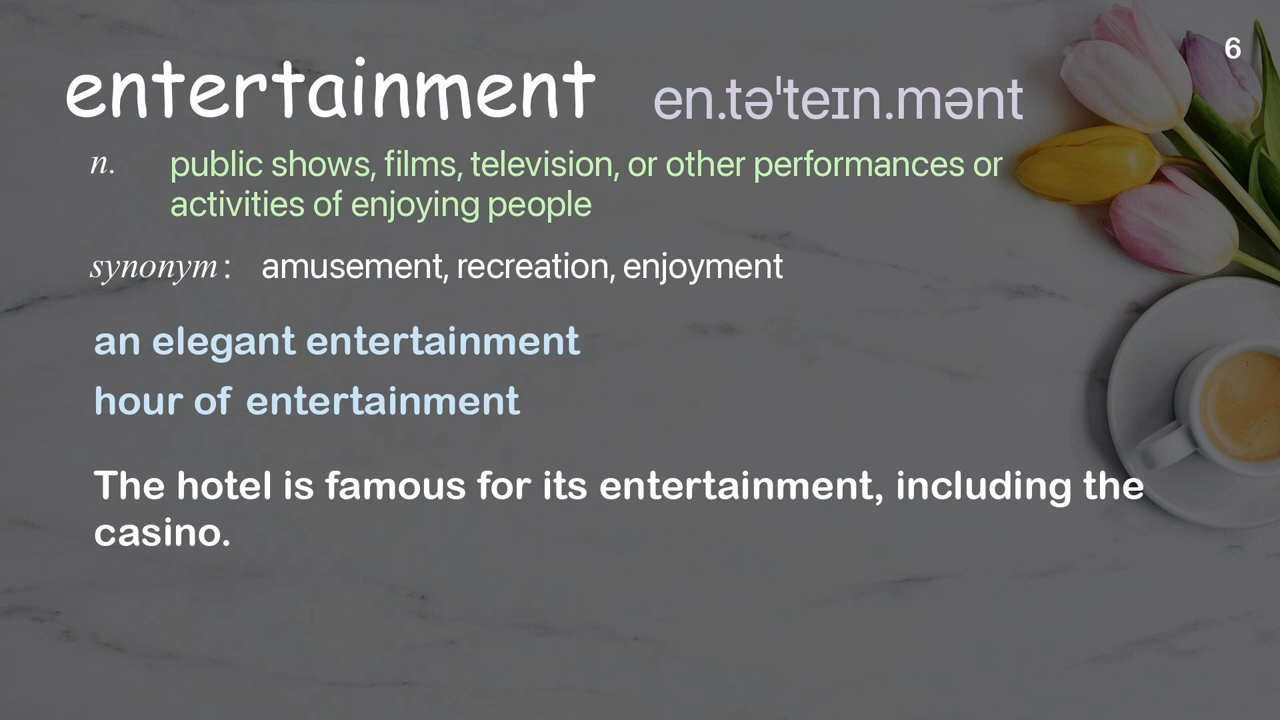 6
entertainment en.təˈteɪn.mənt
n. public shows, films, television, or other performances or
activities of enjoying people
synonym : amusement, recreation, enjoyment
an elegant entertainment
hour of entertainment
The hotel is famous for its entertainment, including the
casino.